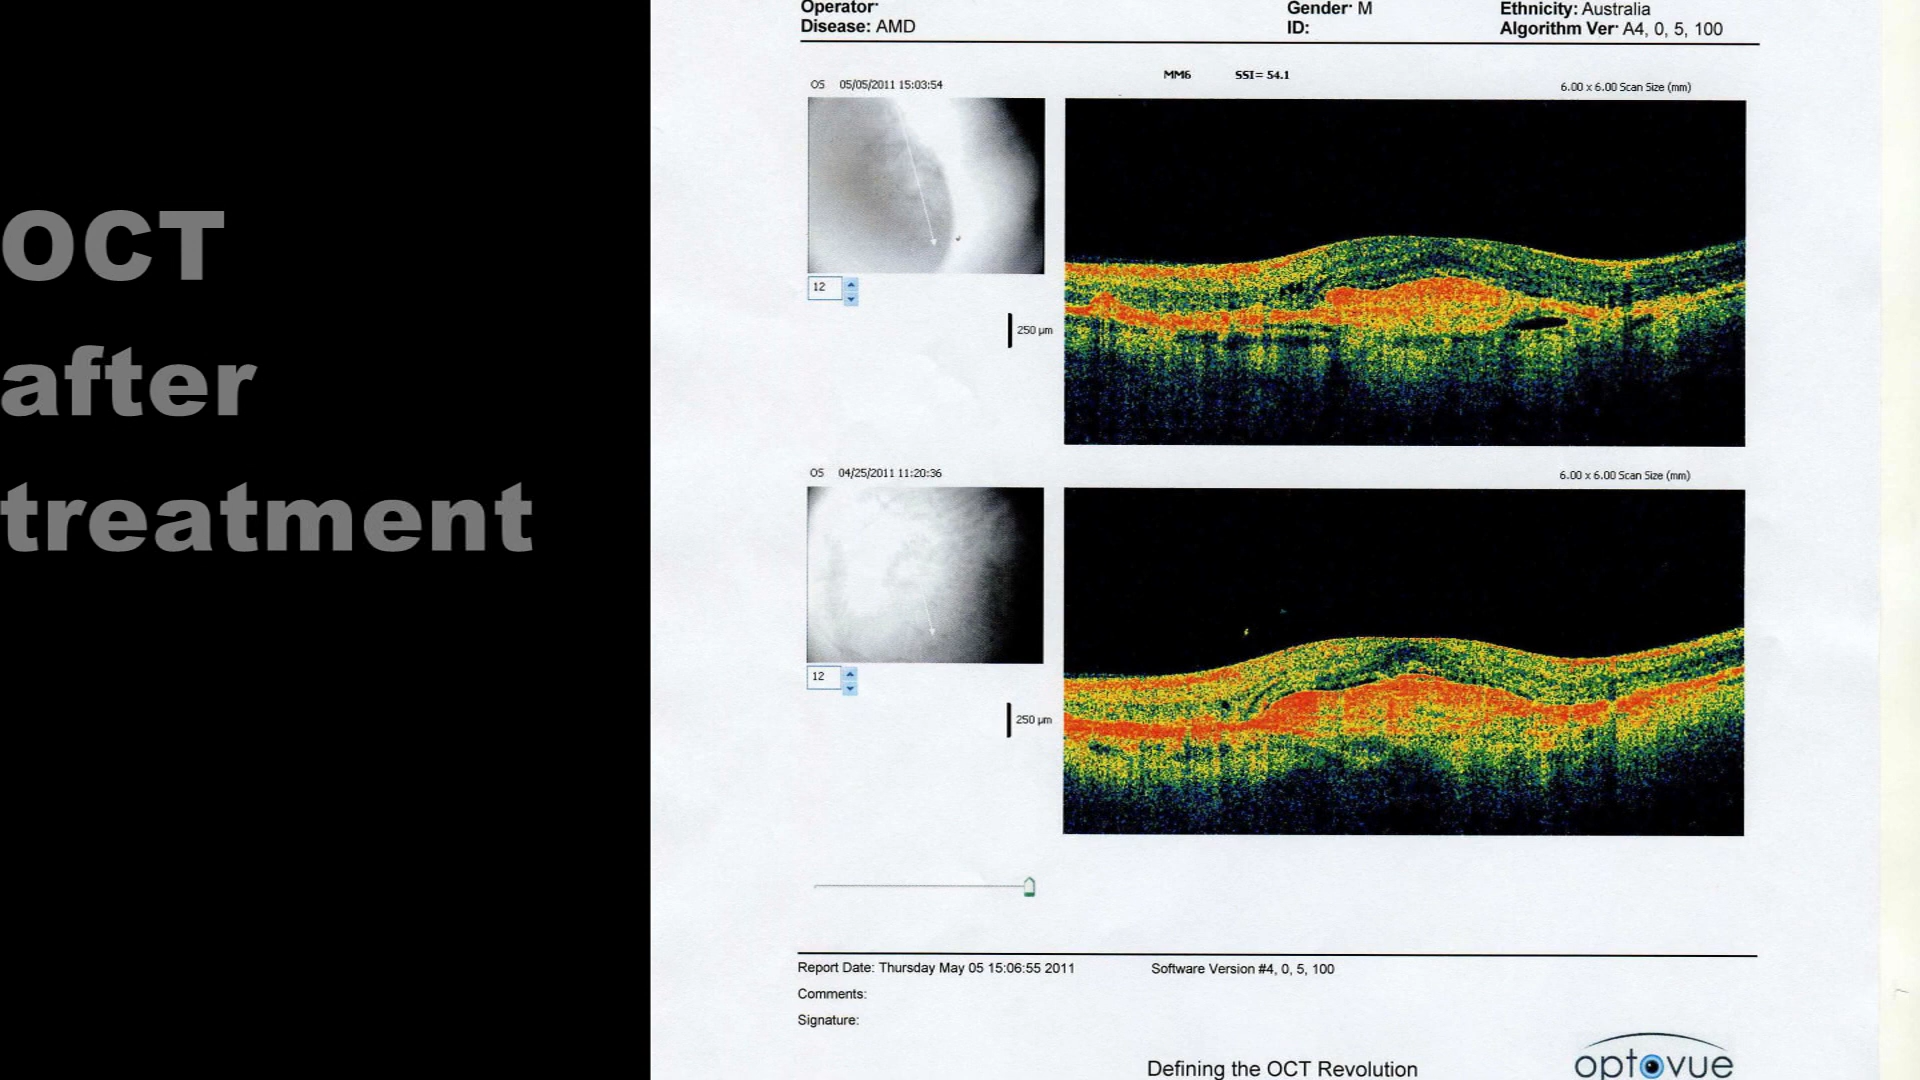 OCT
after
treatment
Operator:
Disease: AMD
Gender: M
ID:
Ethnicity: Australia
Algorithm Ver: A4, 0, 5, 100
MM6 SSI= 54.1
OS 05/05/2011 15:03:54
6.00 x 6.00 Scan Size (mm)
12
250 µm
OS 04/25/2011 11:20:36
6.00 x 6.00 Scan Size (mm)
12
250 µm
Report Date: Thursday May 05 15:06:55 2011
Software Version #4, 0, 5, 100
Comments:
Signature:
Defining the OCT Revolution
optovue